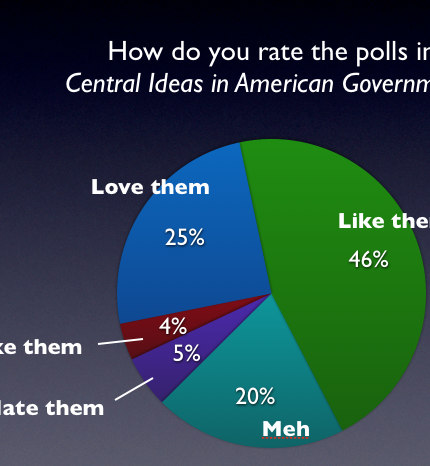 How do you rate the polls in
Central Ideas in American Governm
Love them
Like the
25%
46%
4%
ke them
5%
ate them
20%
Meh